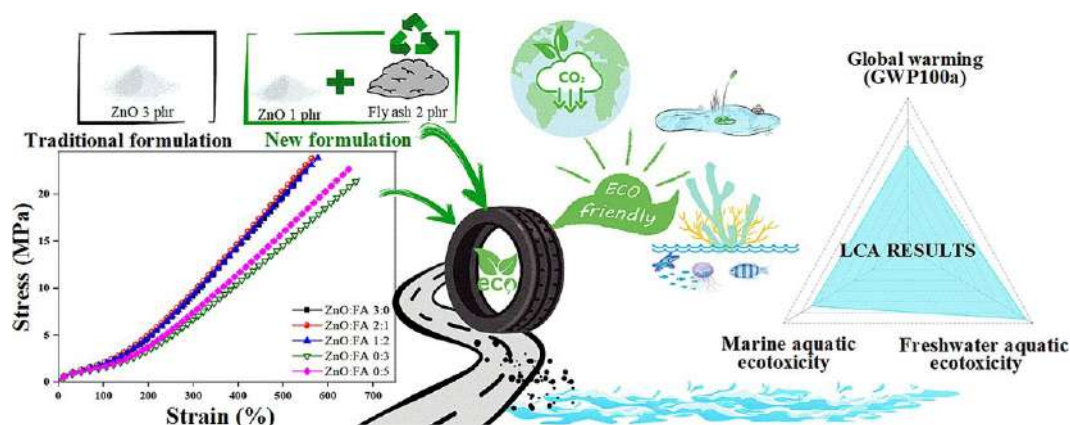 ZnO 3 phr
Traditional formulation
ZnO 1 phr
Fly ash 2 phr
New formulation
CO₂
ECO
friendly
eco
Stress (MPa)
20
15
10
5
0
ZnO:FA 3:0
ZnO:FA 2:1
ZnO:FA 1:2
ZnO:FA 0:3
ZnO:FA 0:5
0 100 200 300 400 500 600 700
Strain (%)
Global warming
(GWP100a)
LCA RESULTS
Marine aquatic
ecotoxicity
Freshwater aquatic
ecotoxicity